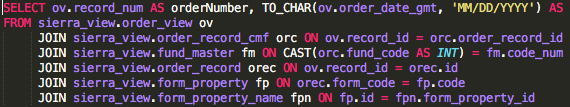 SELECT ov.record_num AS orderNumber, TO_CHAR(ov.order_date_gmt, 'MM/DD/YYYY') AS
FROM sierra_view.order_view ov
JOIN sierra_view.order_record_cmf orc ON ov.record_id = orc.order_record_id
JOIN sierra_view.fund_master fm ON CAST(orc.fund_code AS INT) = fm.code_num
JOIN sierra_view.order_record orec ON ov.record_id = orec.id
JOIN sierra_view.form_property fp ON orec.form_code = fp.code
JOIN sierra_view.form_property_name fpn ON fp.id = fpn.form_property_id